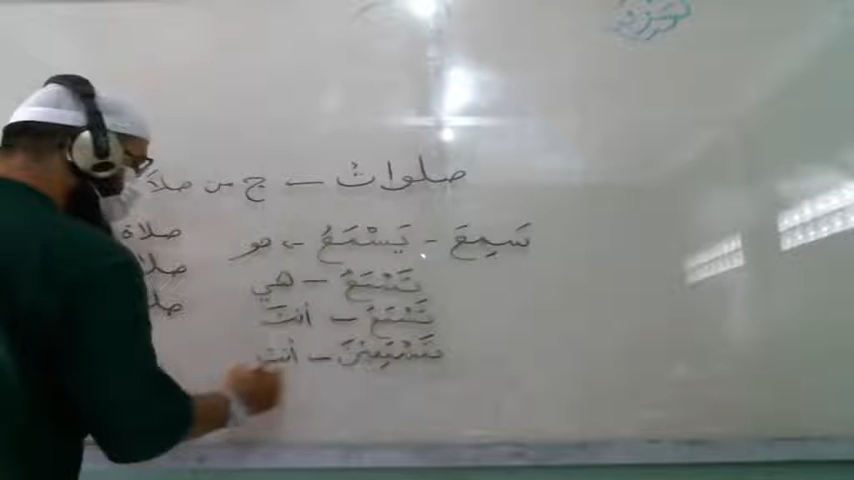 صلوات – ج من صلاة
سَمِعَ – يَسْمَعُ – هو
صلاة
تَسْمَعُ – هي
تَسْمَعُ – أنتَ
تَسْمَعِينَ – أنتِ